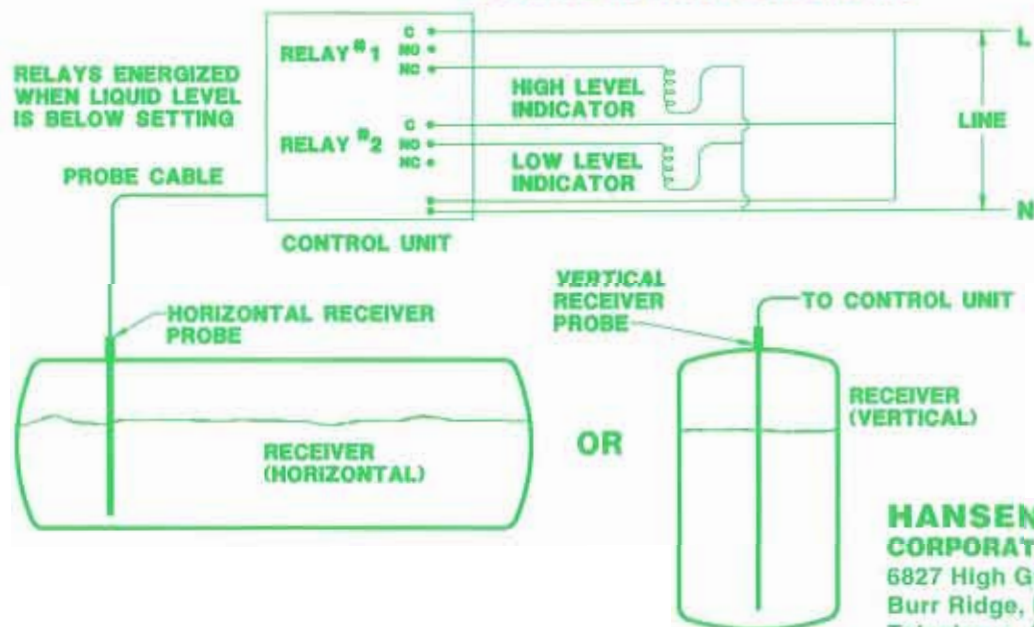 RELAYS ENERGIZED
WHEN LIQUID LEVEL
IS BELOW SETTING
RELAY #1
C
NO
NC
HIGH LEVEL
INDICATOR
RELAY #2
C
NO
NC
LOW LEVEL
INDICATOR
L
LINE
N
PROBE CABLE
CONTROL UNIT
HORIZONTAL RECEIVER
PROBE
VERTICAL
RECEIVER
PROBE
TO CONTROL UNIT
RECEIVER
(HORIZONTAL)
OR
RECEIVER
(VERTICAL)
HANSEN
CORPORAT
6827 High G
Burr Ridge,